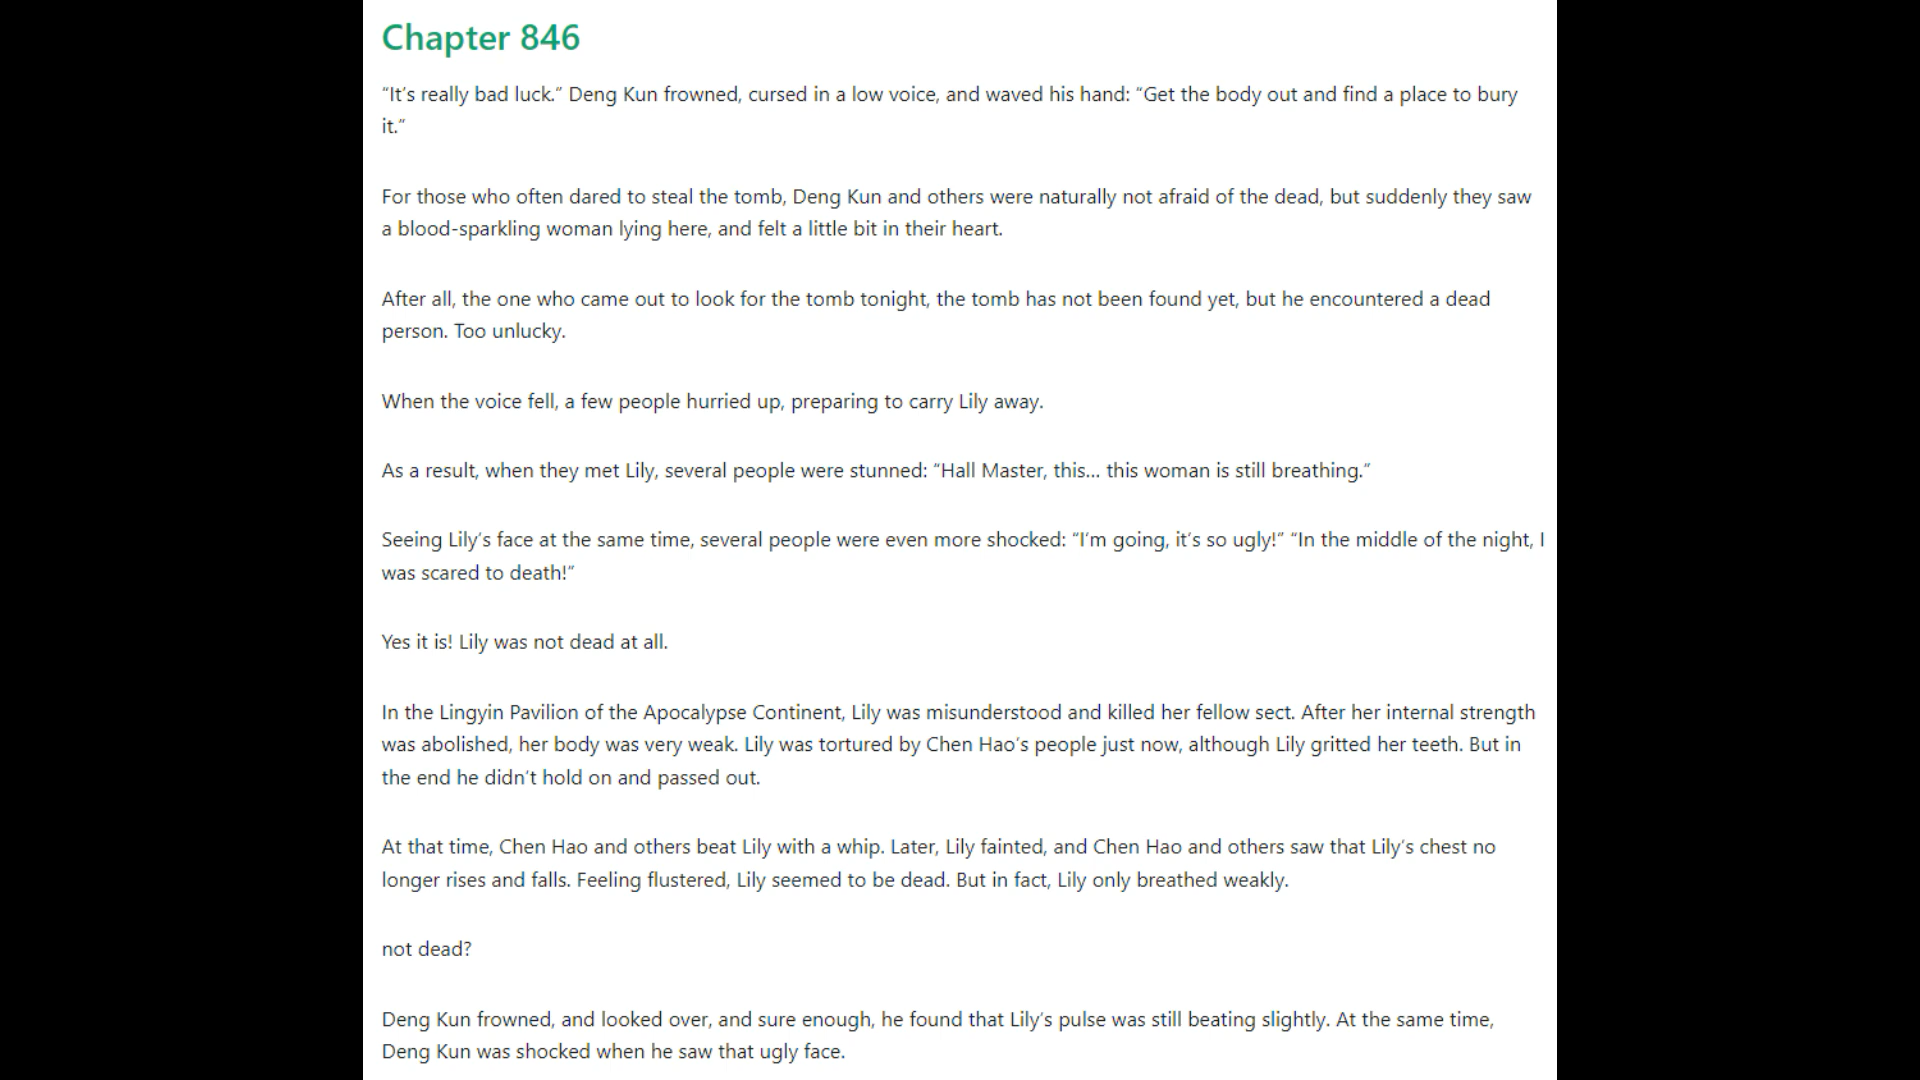 Chapter 846
“It’s really bad luck.” Deng Kun frowned, cursed in a low voice, and waved his hand: “Get the body out and find a place to bury
it.”
For those who often dared to steal the tomb, Deng Kun and others were naturally not afraid of the dead, but suddenly they saw
a blood-sparkling woman lying here, and felt a little bit in their heart.
After all, the one who came out to look for the tomb tonight, the tomb has not been found yet, but he encountered a dead
person. Too unlucky.
When the voice fell, a few people hurried up, preparing to carry Lily away.
As a result, when they met Lily, several people were stunned: “Hall Master, this… this woman is still breathing.”
Seeing Lily’s face at the same time, several people were even more shocked: “I’m going, it’s so ugly!” “In the middle of the night, I
was scared to death!”
Yes it is! Lily was not dead at all.
In the Lingyin Pavilion of the Apocalypse Continent, Lily was misunderstood and killed her fellow sect. After her internal strength
was abolished, her body was very weak. Lily was tortured by Chen Hao’s people just now, although Lily gritted her teeth. But in
the end he didn’t hold on and passed out.
At that time, Chen Hao and others beat Lily with a whip. Later, Lily fainted, and Chen Hao and others saw that Lily’s chest no
longer rises and falls. Feeling flustered, Lily seemed to be dead. But in fact, Lily only breathed weakly.
not dead?
Deng Kun frowned, and looked over, and sure enough, he found that Lily’s pulse was still beating slightly. At the same time,
Deng Kun was shocked when he saw that ugly face.